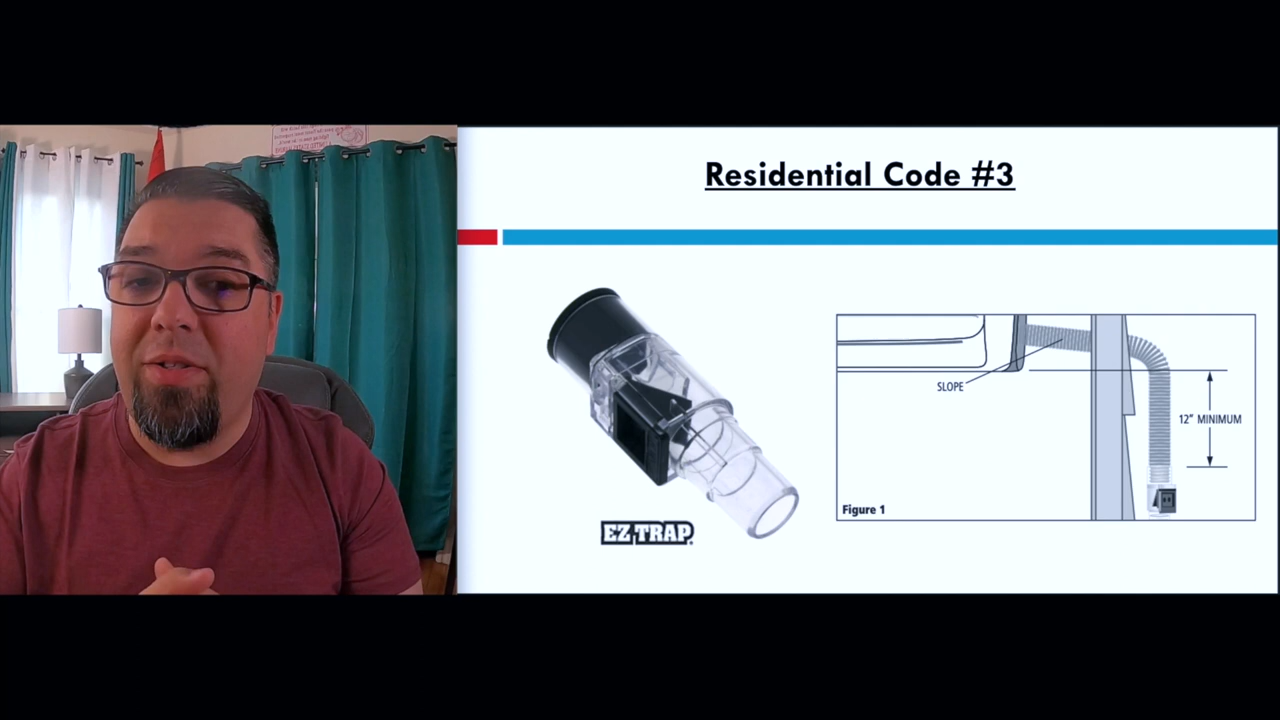 Residential Code #3
SLOPE
12" MINIMUM
Figure 1
EZ TRAP